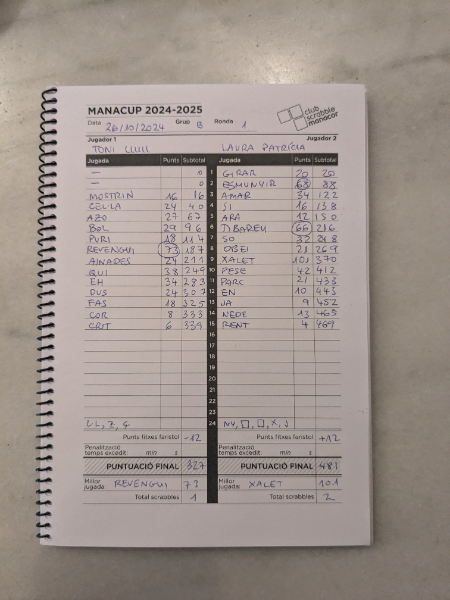 MANACUP 2024-2025
club scrabble manacor
Data 26/10/2024 Grup B Ronda 1
Jugador 1 Jugador 2
TONI LLULL LAURA PATRÍCIA
Jugada Punts Subtotal Jugada Punts Subtotal
— 0 1 GIRAR 20 20
— 0 2 ESMUNYIR 68 88
MOSTRIN 16 16 3 AMAR 34 122
CEL·LA 24 40 4 SI 16 138
AZO 27 67 5 ARA 12 150
BOL 29 96 6 66 216
PURI 18 114 7 SO 32 248
REVENGUI 73 187 8 OISEI 21 269
AINADES 24 211 9 XALET 101 370
QUI 38 249 10 PESE 42 412
EH 34 283 11 PARC 21 433
DUS 24 307 12 EN 10 443
FAS 18 325 13 JA 9 452
COR 8 333 14 NEDE 13 465
CRIT 6 339 15 RENT 4 469
16
17
18
19
20
21
22
23
24
Punts fitxes faristol -12 Punts fitxes faristol +12
Penalització temps excedit: min s Penalització temps excedit: min s
PUNTUACIÓ FINAL 327 PUNTUACIÓ FINAL 481
Millor jugada REVENGUI 73 Millor jugada: XALET 101
Total scrabbles 1 Total scrabbles 2